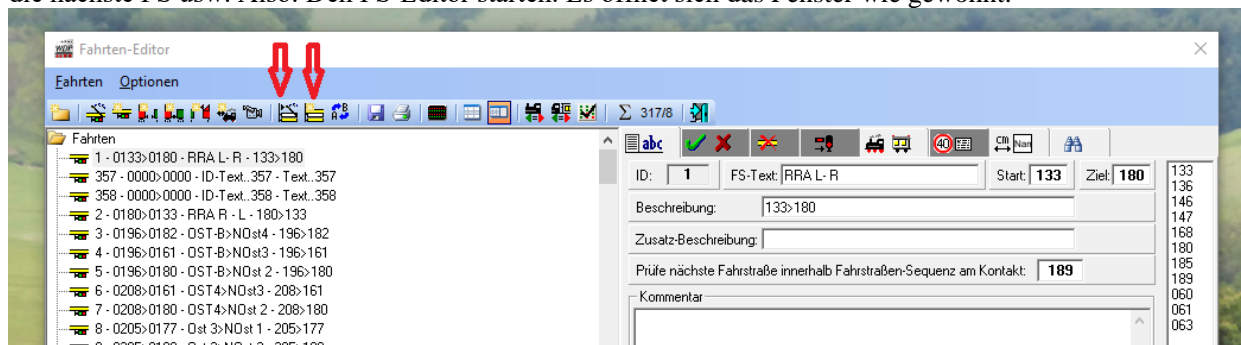 die nächste FS usw. Also: Den FS-Editor starten. Es öffnet sich das Fenster wie gewohnt:
Fahrten-Editor
Fahrten Optionen
Σ 317/8
Fahrten
1 - 0133>0180 - RRA L- R - 133>180
357 - 0000>0000 - ID-Text..357 - Text..357
358 - 0000>0000 - ID-Text..358 - Text..358
2 - 0180>0133 - RRA R - L - 180>133
3 - 0196>0182 - OST-B>NOst4 - 196>182
4 - 0196>0161 - OST-B>NOst3 - 196>161
5 - 0196>0180 - OST-B>NOst 2 - 196>180
6 - 0208>0161 - OST4>NOst3 - 208>161
7 - 0208>0180 - OST4>NOst 2 - 208>180
8 - 0205>0177 - Ost 3>NOst 1 - 205>177
abc
40
CM
Nam
ID: 1 FS-Text: RRA L- R Start: 133 Ziel: 180
Beschreibung: 133>180
Zusatz-Beschreibung:
Prüfe nächste Fahrstraße innerhalb Fahrstraßen-Sequenz am Kontakt: 189
Kommentar
133
136
146
147
168
180
185
189
060
061
063